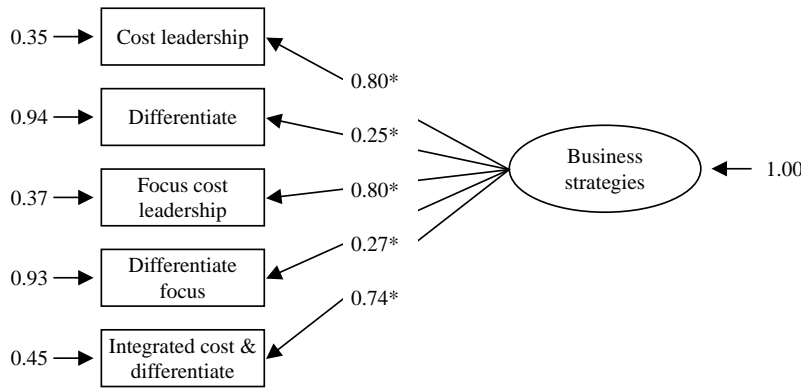 0.35
Cost leadership
0.80*
0.94
Differentiate
0.25*
Business
strategies
1.00
0.37
Focus cost
leadership
0.80*
0.93
Differentiate
focus
0.27*
0.45
Integrated cost &
differentiate
0.74*